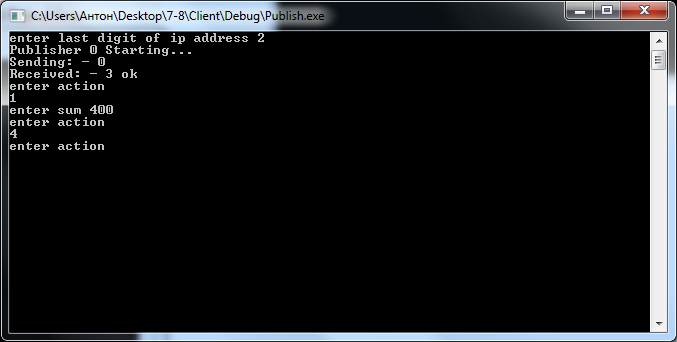 C:\Users\Антон\Desktop\7-8\Client\Debug\Publish.exe
enter last digit of ip address 2
Publisher 0 Starting...
Sending: - 0
Received: - 3 ok
enter action
1
enter sum 400
enter action
4
enter action